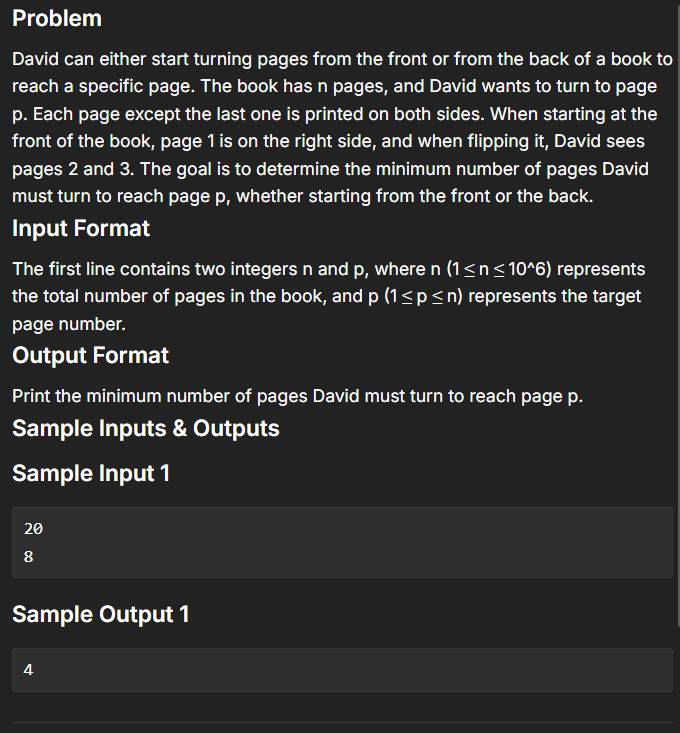 Problem
David can either start turning pages from the front or from the back of a book to
reach a specific page. The book has n pages, and David wants to turn to page
p. Each page except the last one is printed on both sides. When starting at the
front of the book, page 1 is on the right side, and when flipping it, David sees
pages 2 and 3. The goal is to determine the minimum number of pages David
must turn to reach page p, whether starting from the front or the back.
Input Format
The first line contains two integers n and p, where n (1 ≤ n ≤ 10^6) represents
the total number of pages in the book, and p (1 ≤ p ≤ n) represents the target
page number.
Output Format
Print the minimum number of pages David must turn to reach page p.
Sample Inputs & Outputs
Sample Input 1
20
8
Sample Output 1
4